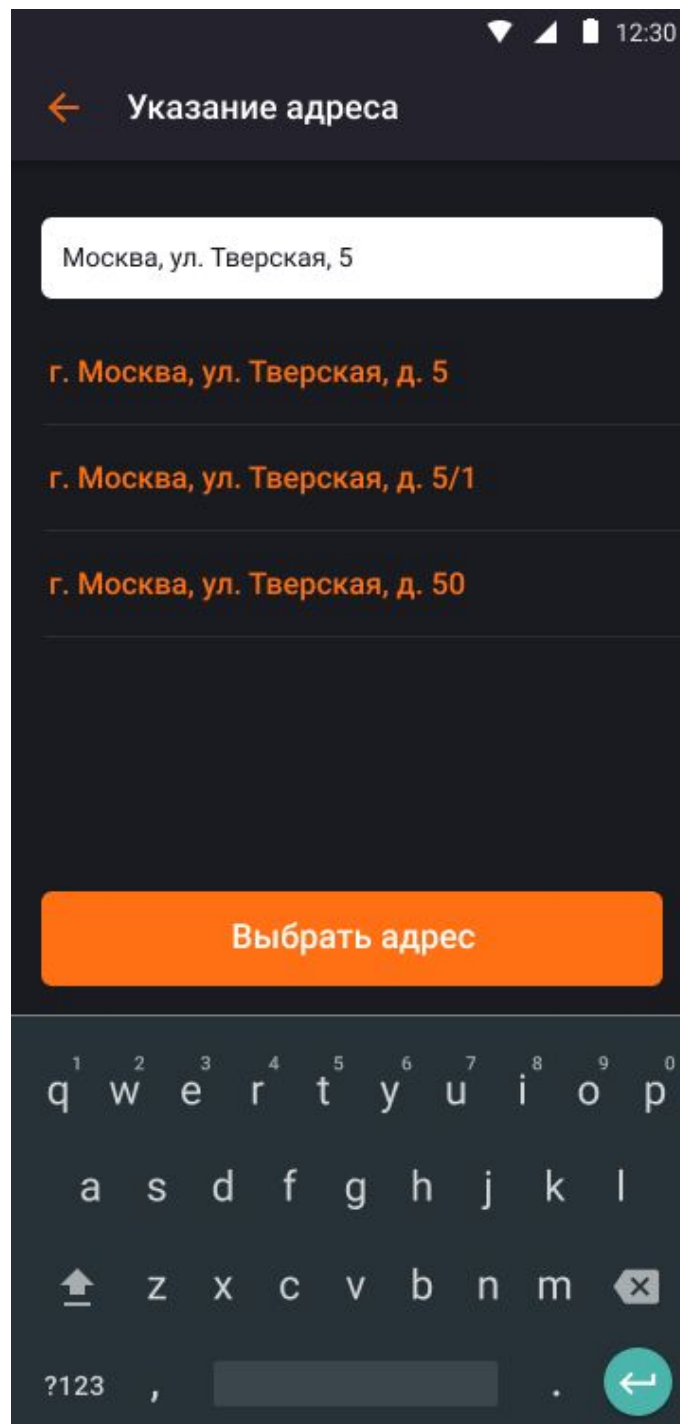 12:30
Указание адреса
Москва, ул. Тверская, 5
г. Москва, ул. Тверская, д. 5
г. Москва, ул. Тверская, д. 5/1
г. Москва, ул. Тверская, д. 50
Выбрать адрес
1 2 3 4 5 6 7 8 9 0
q w e r t y u i o p
a s d f g h j k l
z x c v b n m
?123 , .